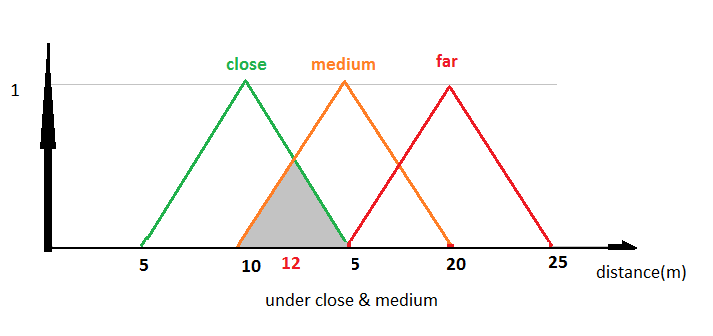 close medium far
1
5 10 12 5 20 25
distance(m)
under close & medium